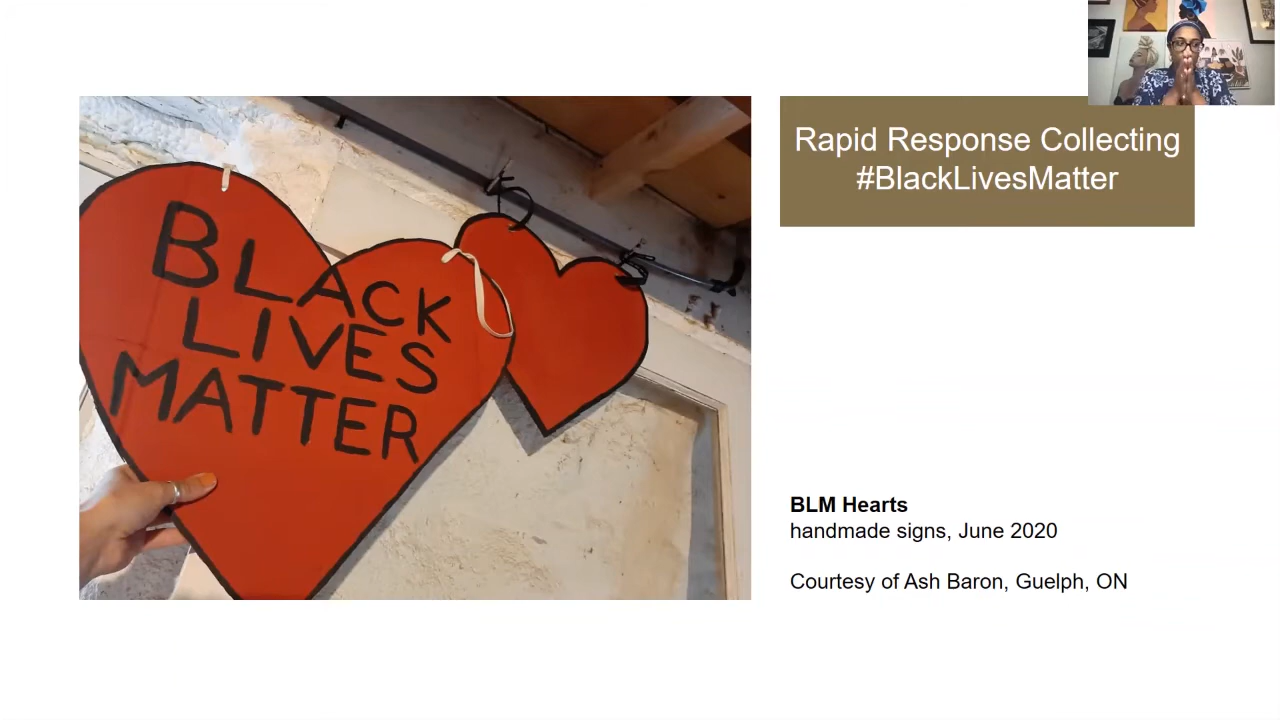 BLACK
LIVES
MATTER
Rapid Response Collecting
#BlackLivesMatter
BLM Hearts
handmade signs, June 2020
Courtesy of Ash Baron, Guelph, ON